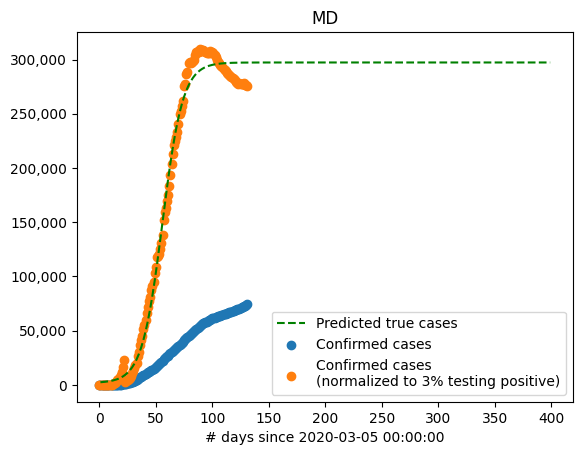 MD
300,000
250,000
200,000
150,000
100,000
50,000
0
Predicted true cases
Confirmed cases
Confirmed cases
(normalized to 3% testing positive)
0 50 100 150 200 250 300 350 400
# days since 2020-03-05 00:00:00